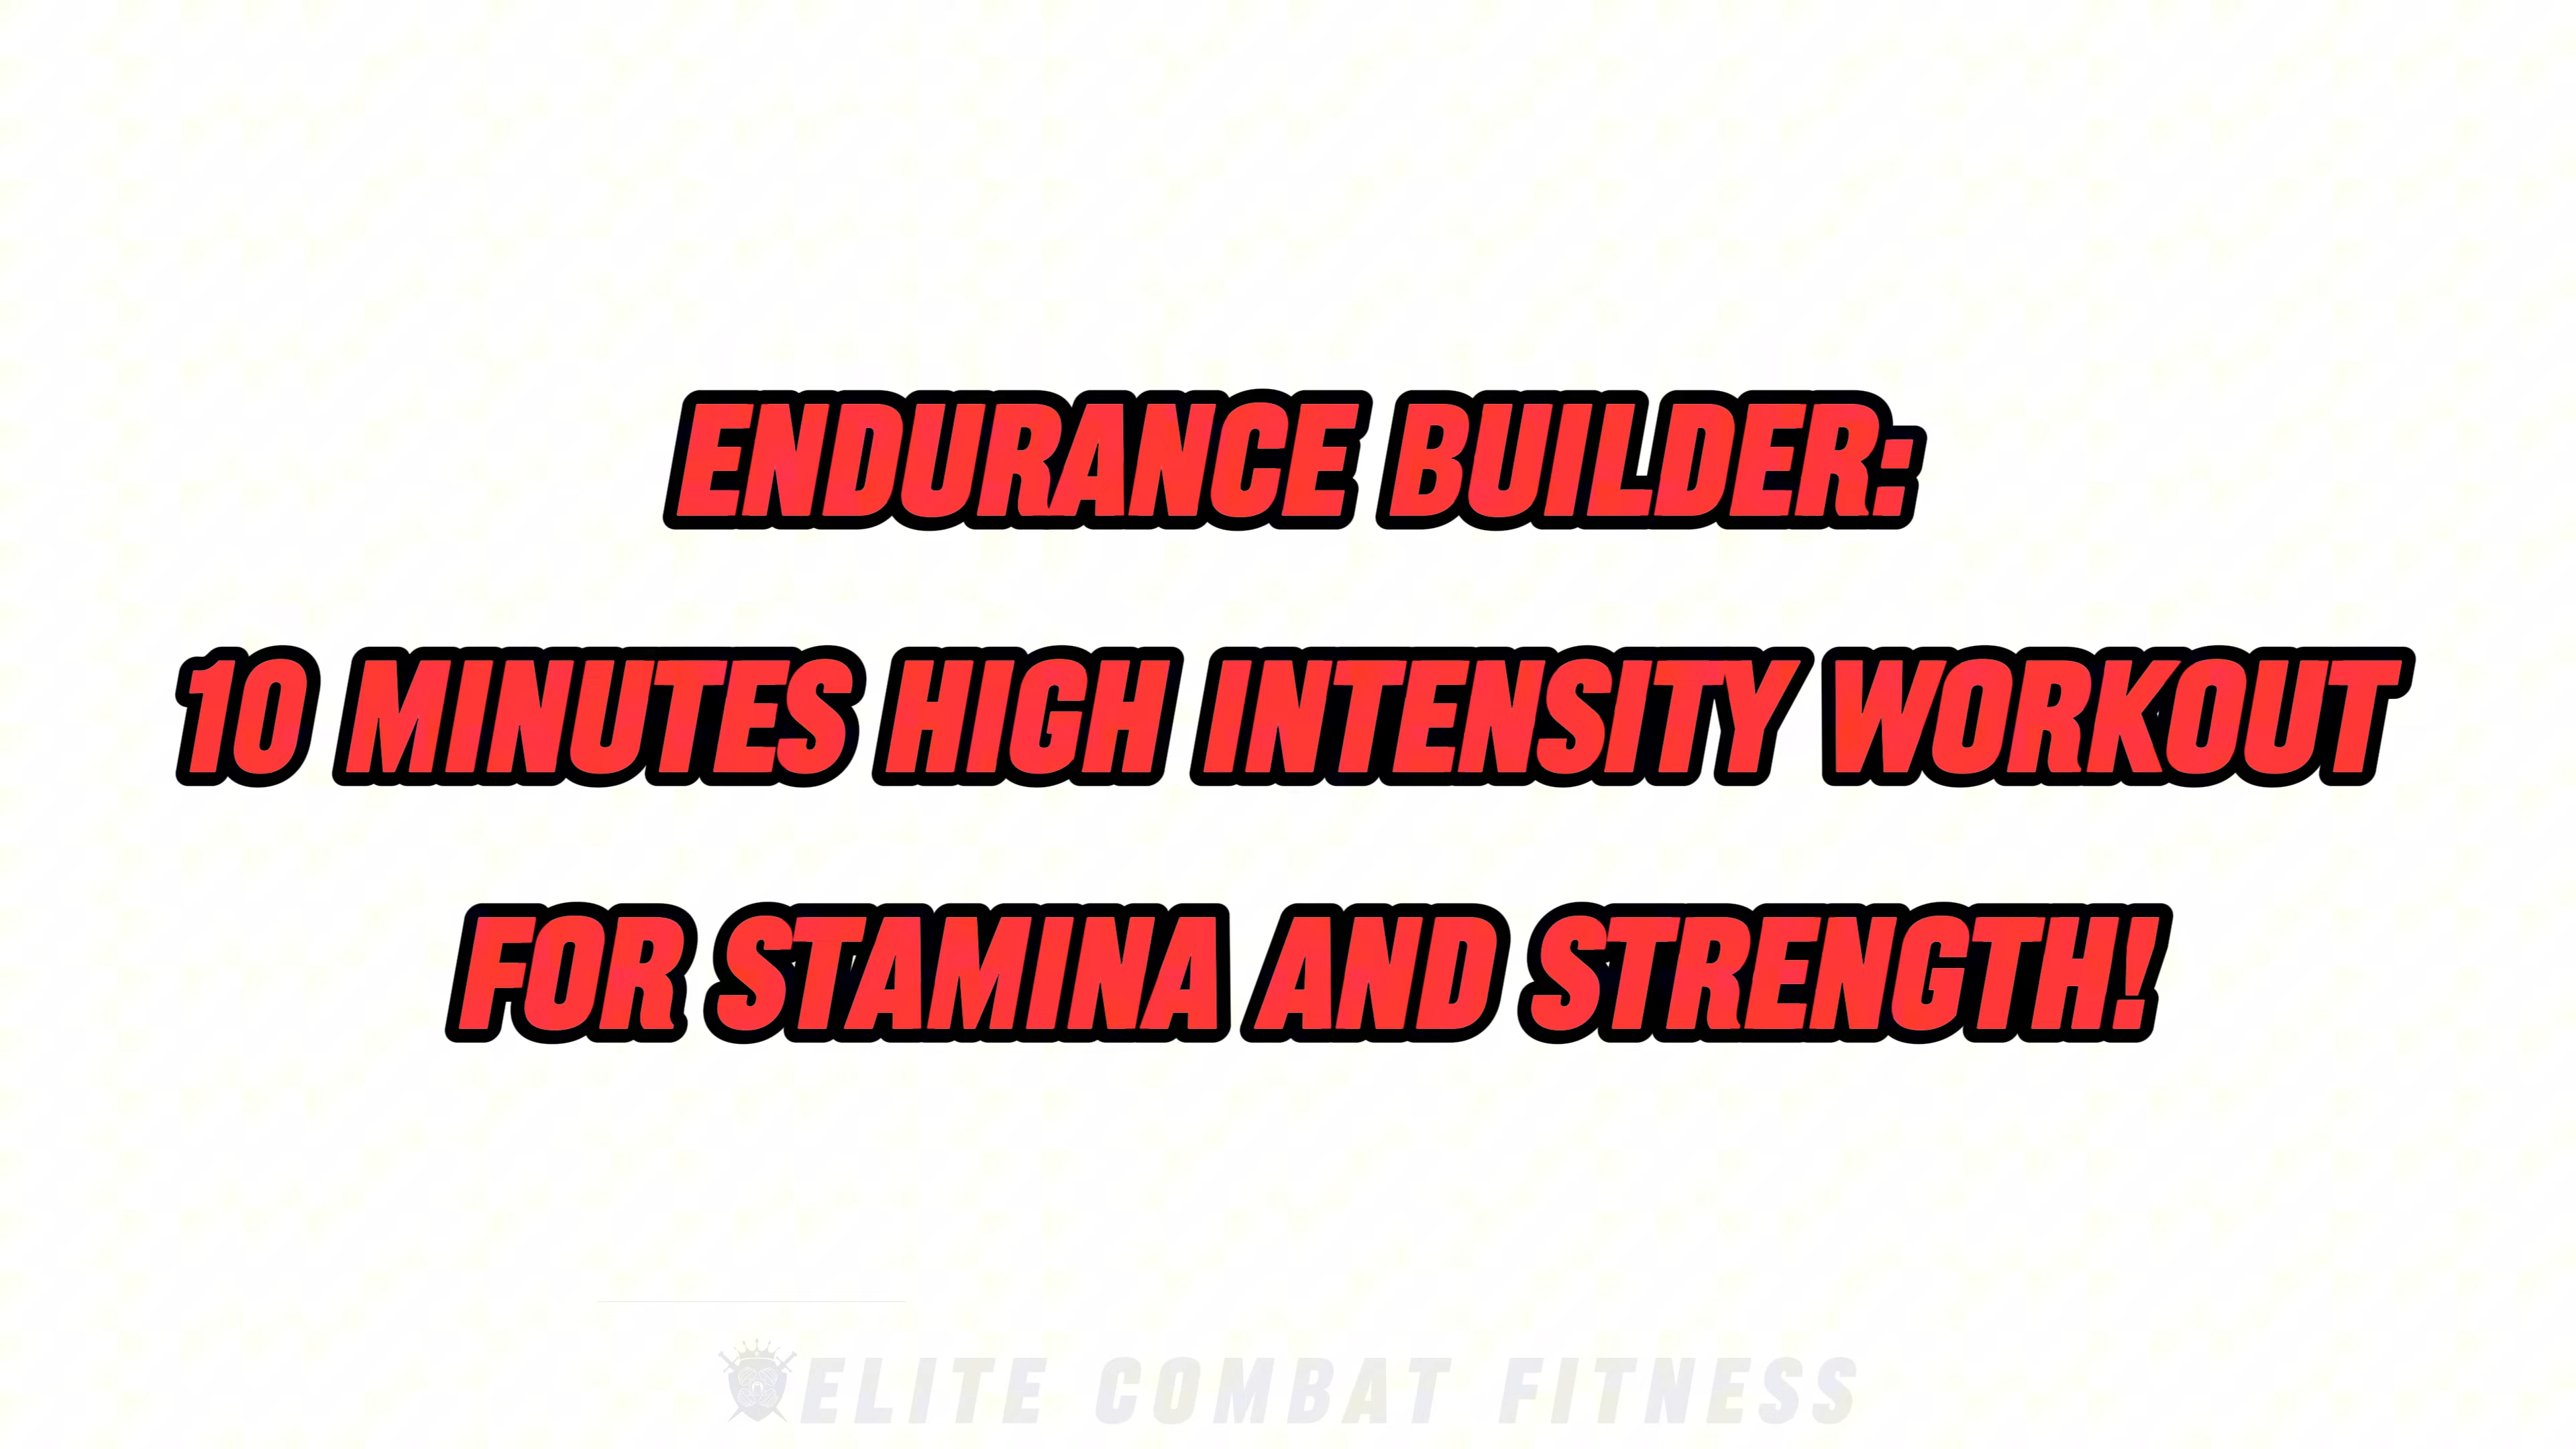 ENDURANCE BUILDER:
10 MINUTES HIGH INTENSITY WORKOUT
FOR STAMINA AND STRENGTH!
ELITE COMBAT FITNESS